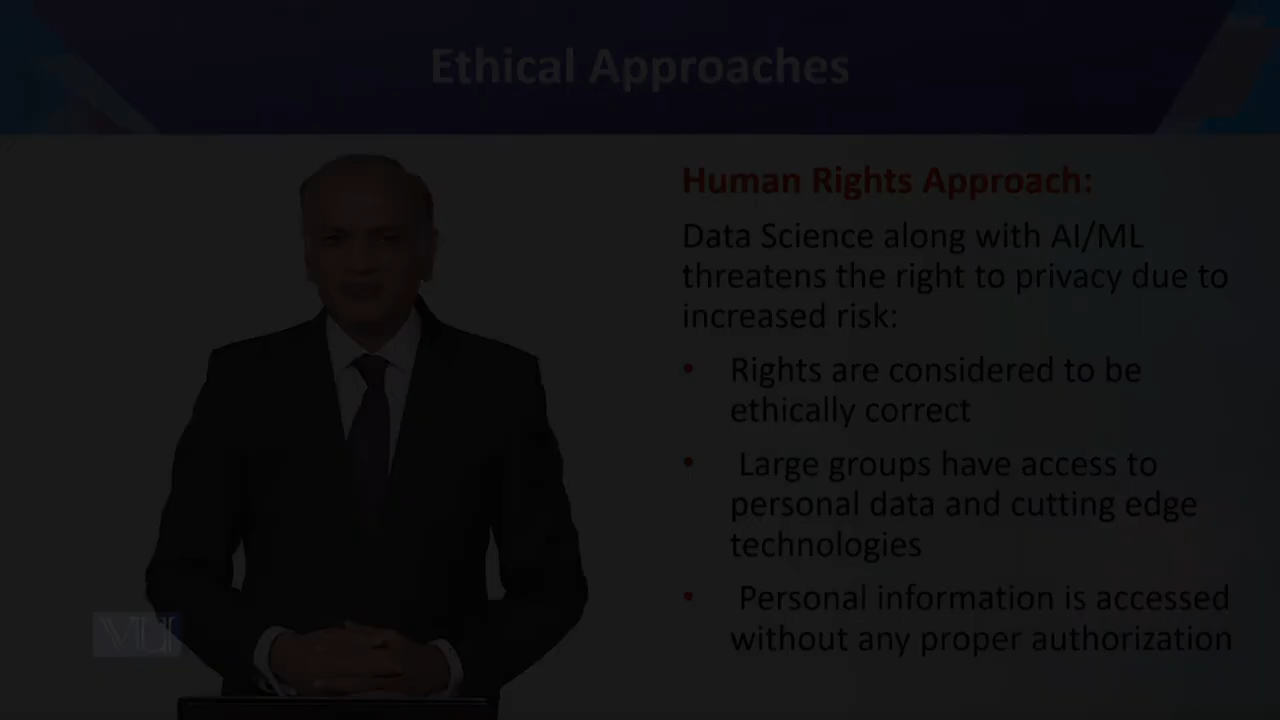 Ethical Approaches
Human Rights Approach:
Data Science along with AI/ML
threatens the right to privacy due to
increased risk:
• Rights are considered to be
ethically correct
• Large groups have access to
personal data and cutting edge
technologies
• Personal information is accessed
without any proper authorization
VU